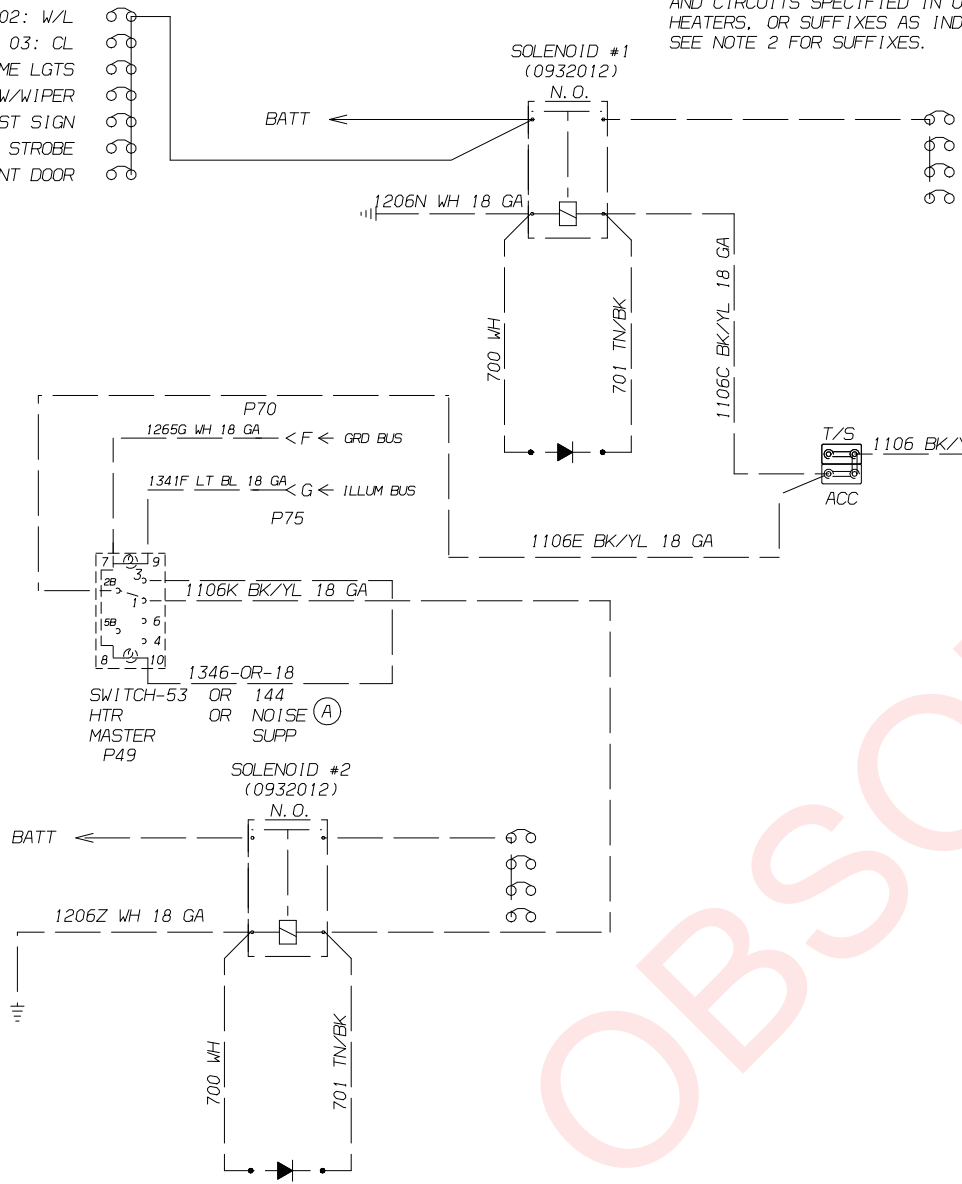 02: W/L
03: CL
ME LGTS
W/WIPER
ST SIGN
STROBE
NT DOOR
AND CIRCUITS SPECIFIED IN
HEATERS, OR SUFFIXES AS IND
SEE NOTE 2 FOR SUFFIXES.
SOLENOID #1
(0932012)
N.O.
BATT
1206N WH 18 GA
700 WH
701 TN/BK
1106C BK/YL 18 GA
P70
1265G WH 18 GA
F
GRD BUS
1341F LT BL 18 GA
G
ILLUM BUS
P75
T/S
1106 BK/Y
ACC
1106E BK/YL 18 GA
7
9
2B
3
1
5B
6
4
8
10
1106K BK/YL 18 GA
1346-OR-18
SWITCH-53 OR 144
HTR OR NOISE A
MASTER SUPP
P49
SOLENOID #2
(0932012)
N.O.
BATT
1206Z WH 18 GA
700 WH
701 TN/BK
OBSO